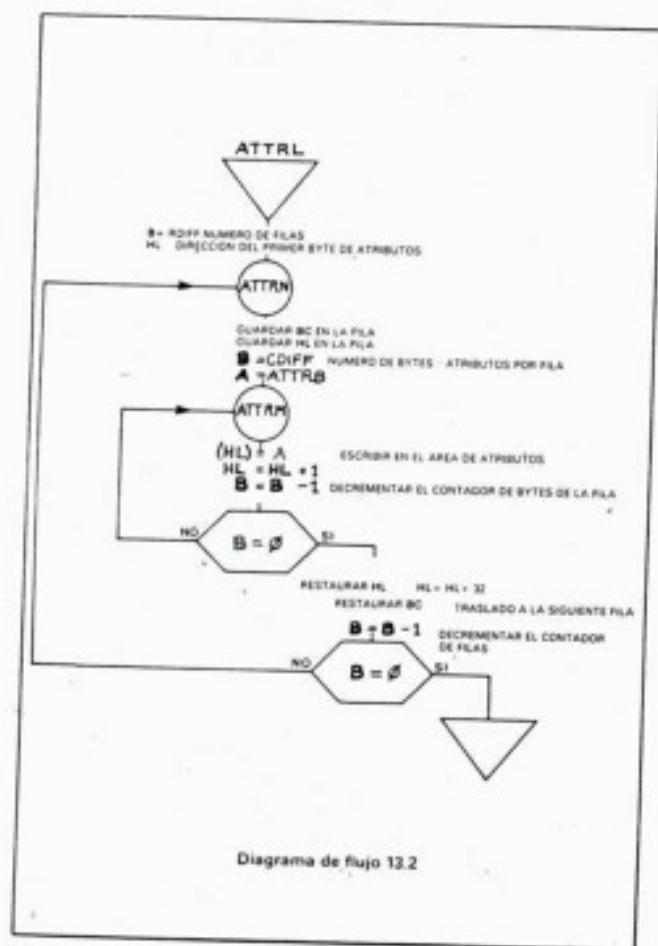 ATTRL
B= RDIFF NUMERO DE FILAS
HL DIRECCION DEL PRIMER BYTE DE ATRIBUTOS
ATTRN
GUARDAR BC EN LA PILA
GUARDAR HL EN LA PILA
B =CDIFF NUMERO DE BYTES - ATRIBUTOS POR FILA
A =ATTRB
ATTRM
(HL) = A ESCRIBIR EN EL AREA DE ATRIBUTOS
HL = HL +1
B = B -1 DECREMENTAR EL CONTADOR DE BYTES DE LA FILA
NO B = Ø SI
RESTAURAR HL HL = HL + 32
RESTAURAR BC TRASLADO A LA SIGUIENTE FILA
B = B -1 DECREMENTAR EL CONTADOR
DE FILAS
NO B = Ø SI
Diagrama de flujo 13.2